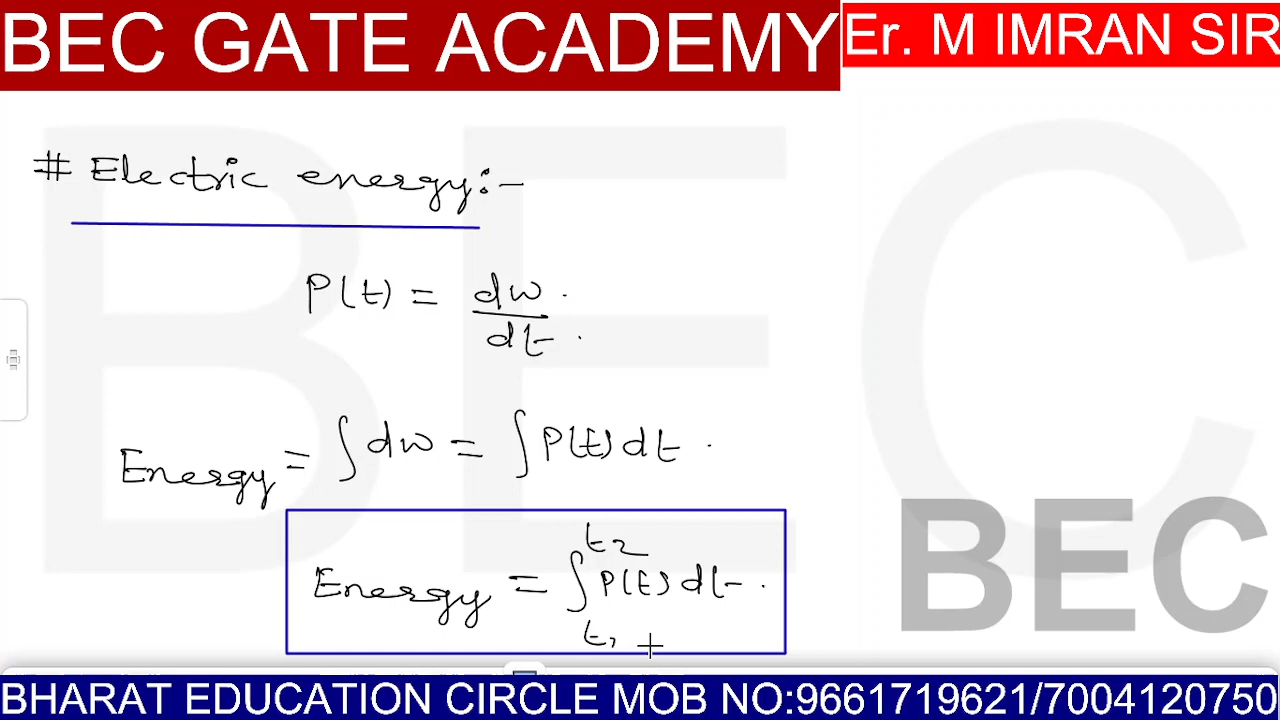 BEC GATE ACADEMY
Er. M IMRAN SIR
# Electric energy:-
P(t) = dw/dt
Energy = ∫dw = ∫P(t)dt.
t2
Energy = ∫P(t)dt.
t1
BEC
BEC
BHARAT EDUCATION CIRCLE MOB NO:9661719621/7004120750